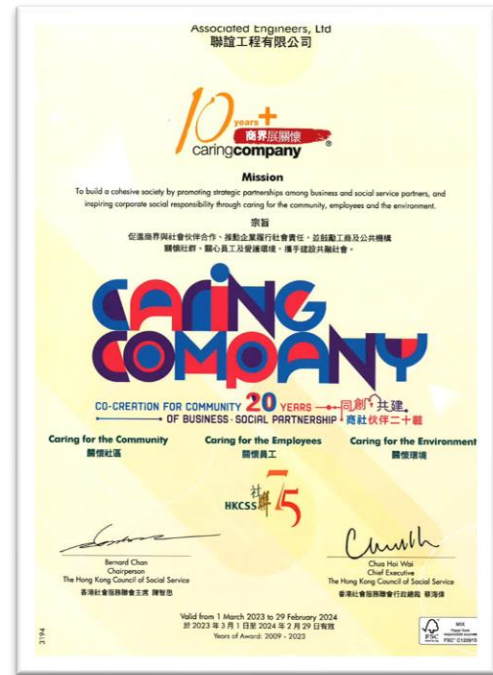 Associated Engineers, Ltd
聯誼工程有限公司
10 years +
商界展關懷
caringcompany®
Mission
To build a cohesive society by promoting strategic partnerships among business and social service partners, and
inspiring corporate social responsibility through caring for the community, employees and the environment.
宗旨
促進商界與社會伙伴合作、推動企業履行社會責任，並鼓勵工商及公共機構
關懷社群、關心員工及愛護環境，攜手建設共融社會。
CARING
COMPANY
CO-CREATION FOR COMMUNITY 20 YEARS 同創共建
OF BUSINESS·SOCIAL PARTNERSHIP 商社伙伴二十載
Caring for the Community Caring for the Employees Caring for the Environment
關懷社區 關懷員工 關懷環境
HKCSS 社聯 75
Bernard Chan
Chairperson
The Hong Kong Council of Social Service
香港社會服務聯會主席 陳智思
Chua Hoi Wai
Chief Executive
The Hong Kong Council of Social Service
香港社會服務聯會行政總裁 蔡海偉
Valid from 1 March 2023 to 29 February 2024
於 2023 年 3 月 1 日至 2024 年 2 月 29 日有效
Years of Award: 2009 - 2023
3194
FSC
MIX
FSC® C120915